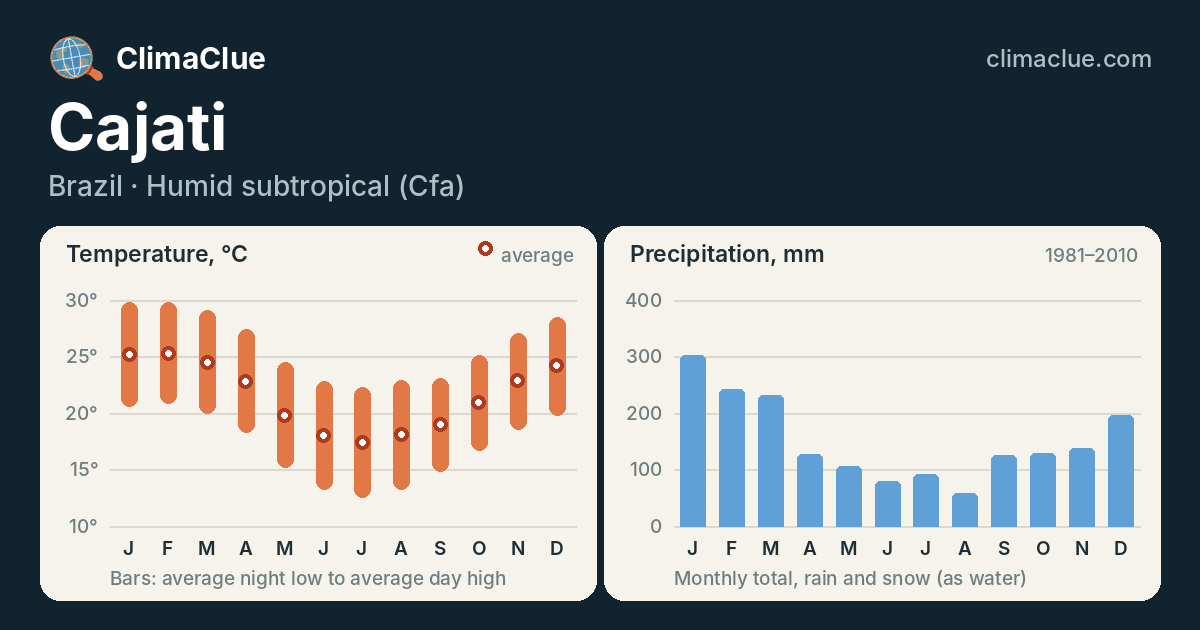 ClimaClue
climaclue.com
Cajati
Brazil · Humid subtropical (Cfa)
Temperature, °C
average
30°
25°
20°
15°
10°
J F M A M J J A S O N D
Bars: average night low to average day high
Precipitation, mm
1981–2010
400
300
200
100
0
J F M A M J J A S O N D
Monthly total, rain and snow (as water)